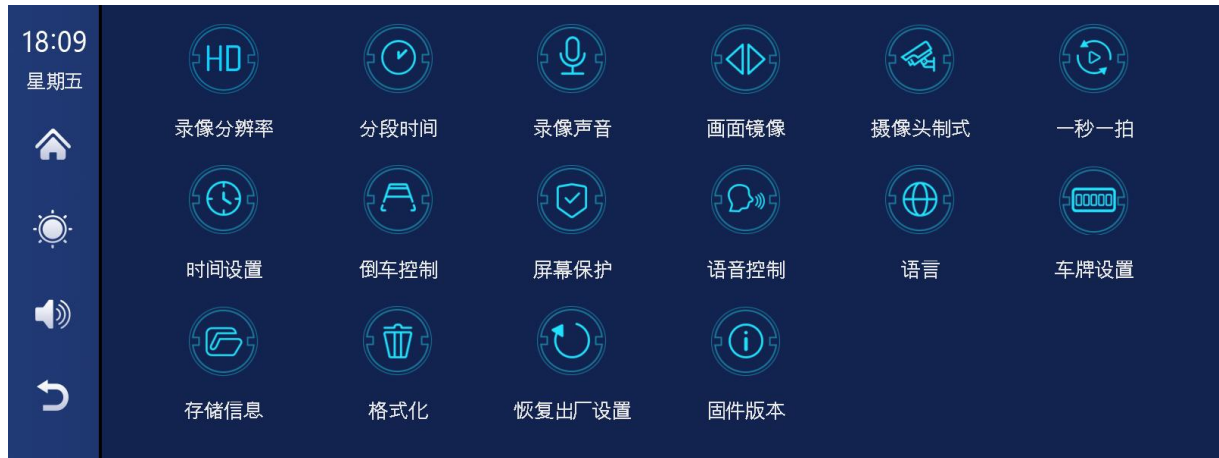 18:09
星期五
HD
录像分辨率
分段时间
录像声音
画面镜像
摄像头制式
一秒一拍
00000
时间设置
倒车控制
屏幕保护
语音控制
语言
车牌设置
存储信息
格式化
恢复出厂设置
固件版本